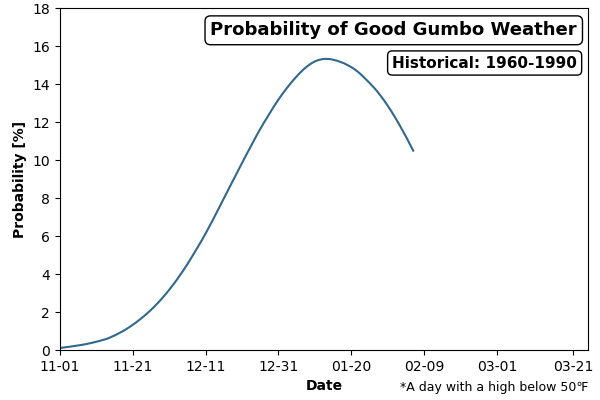 Probability of Good Gumbo Weather
Historical: 1960-1990
Probability [%]
18
16
14
12
10
8
6
4
2
0
11-01 11-21 12-11 12-31 01-20 02-09 03-01 03-21
Date
*A day with a high below 50°F